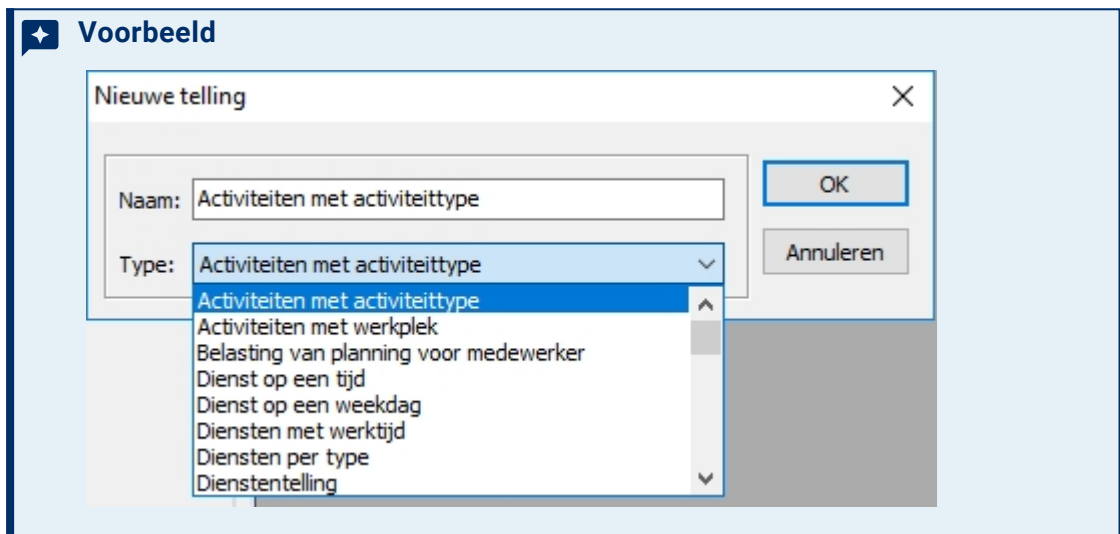 Voorbeeld
Nieuwe telling
Naam: Activiteiten met activiteittype
OK
Type: Activiteiten met activiteittype
Annuleren
Activiteiten met activiteittype
Activiteiten met werkplek
Belasting van planning voor medewerker
Dienst op een tijd
Dienst op een weekdag
Diensten met werktijd
Diensten per type
Dienstentelling